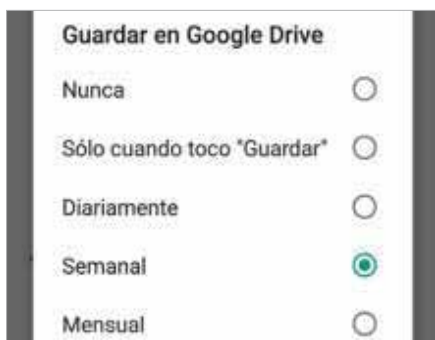 Guardar en Google Drive
Nunca
Sólo cuando toco "Guardar"
Diariamente
Semanal
Mensual